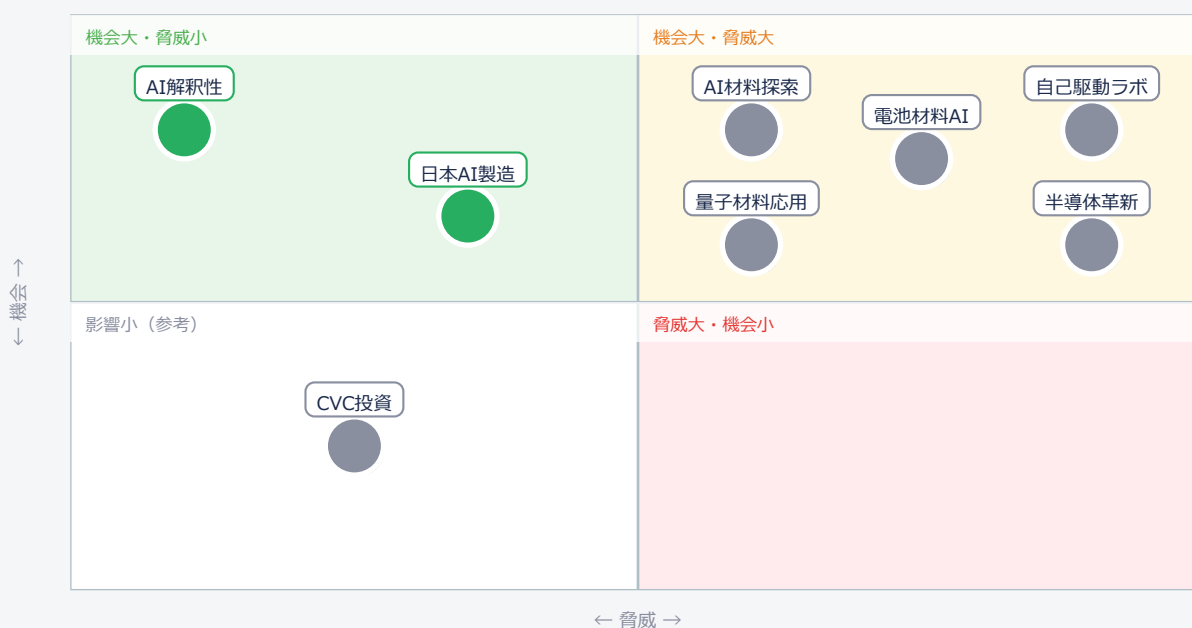 機会大・脅威小
機会大・脅威大
AI解釈性
AI材料探索
自己駆動ラボ
電池材料AI
日本AI製造
量子材料応用
半導体革新
← 機会 →
影響小（参考）
脅威大・機会小
CVC投資
← 脅威 →